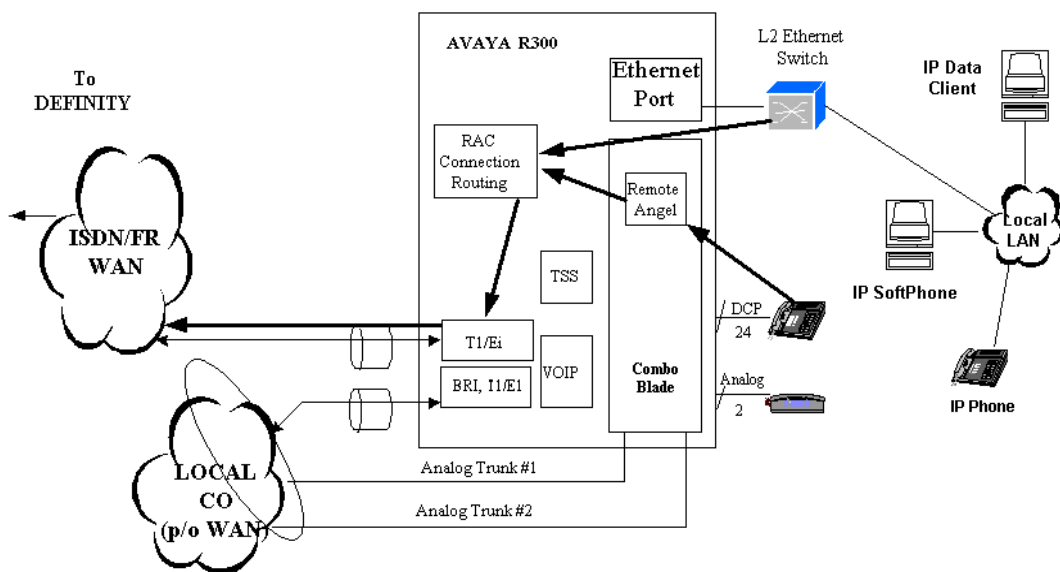 To
DEFINITY
ISDN/FR
WAN
LOCAL
CO
(p/o WAN)
AVAYA R300
Ethernet
Port
RAC
Connection
Routing
Remote
Angel
TSS
VOIP
T1/Ei
BRI, I1/E1
Combo
Blade
Analog Trunk #1
Analog Trunk #2
L2 Ethernet
Switch
DCP
24
Analog
2
IP Data
Client
Local
LAN
IP SoftPhone
IP Phone